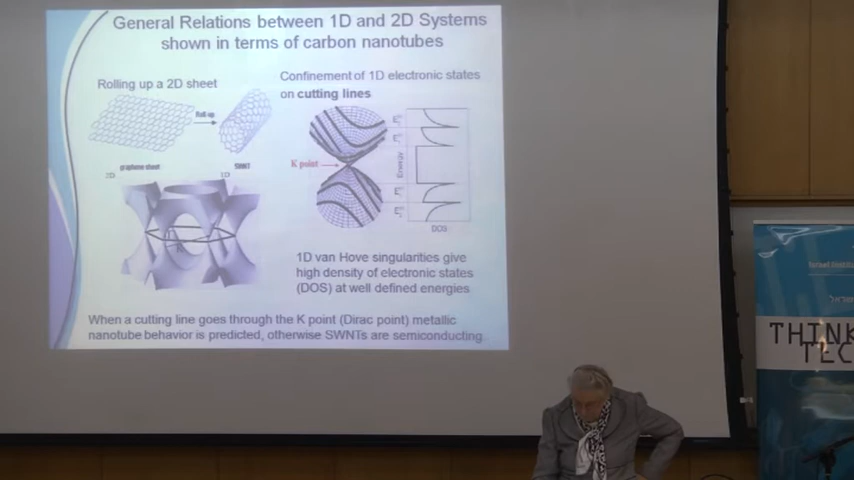 General Relations between 1D and 2D Systems
shown in terms of carbon nanotubes
Rolling up a 2D sheet
Confinement of 1D electronic states
on cutting lines
Roll up
K point
Energy
2D
graphene sheet
1D
SWNT
DOS
1D van Hove singularities give
high density of electronic states
(DOS) at well defined energies
When a cutting line goes through the K point (Dirac point) metallic
nanotube behavior is predicted, otherwise SWNTs are semiconducting
Israel
THINK
TEC